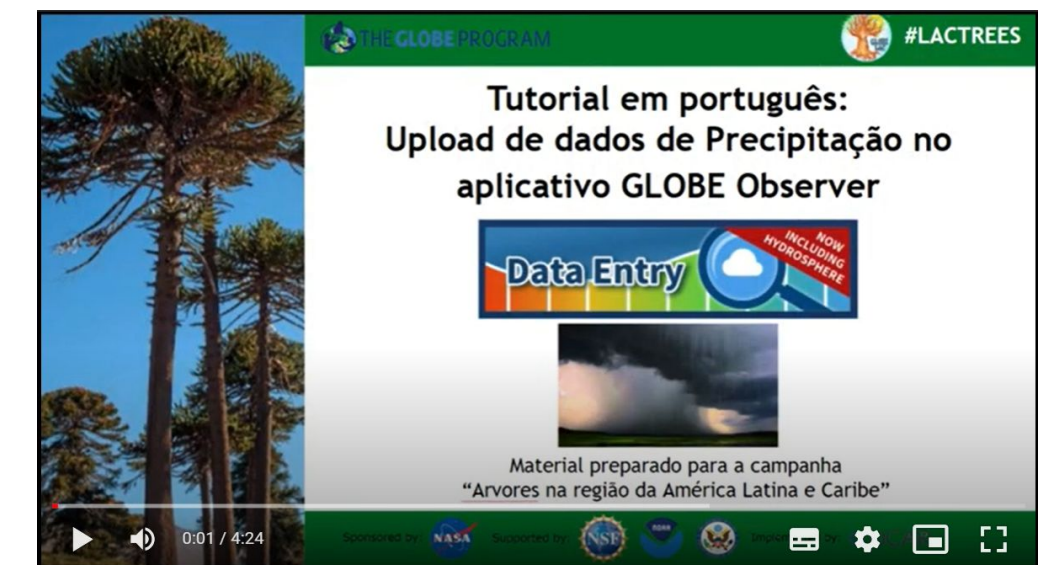 THE GLOBE PROGRAM
#LACTREES
Tutorial em português:
Upload de dados de Precipitação no
aplicativo GLOBE Observer
Data Entry
NOW
INCLUDING
HYDROSPHERE
Material preparado para a campanha
“Arvores na região da América Latina e Caribe”
0:01 / 4:24
Sponsored by:
NASA
Supported by:
NSF